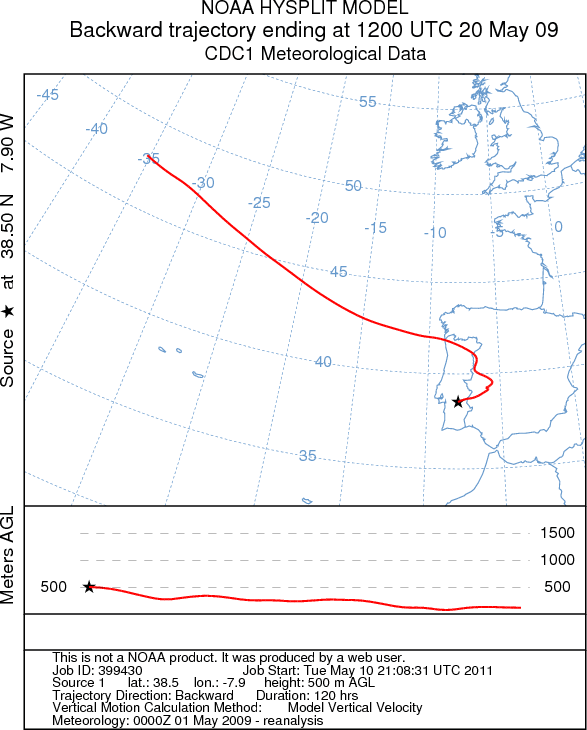 NOAA HYSPLIT MODEL
Backward trajectory ending at 1200 UTC 20 May 09
CDC1 Meteorological Data
Source ★ at 38.50 N 7.90 W
-45
-40
-35
-30
-25
-20
-15
-10
-5
0
55
50
45
40
35
Meters AGL
1500
1000
500
500
This is not a NOAA product. It was produced by a web user.
Job ID: 399430 Job Start: Tue May 10 21:08:31 UTC 2011
Source 1 lat.: 38.5 lon.: -7.9 height: 500 m AGL
Trajectory Direction: Backward Duration: 120 hrs
Vertical Motion Calculation Method: Model Vertical Velocity
Meteorology: 0000Z 01 May 2009 - reanalysis